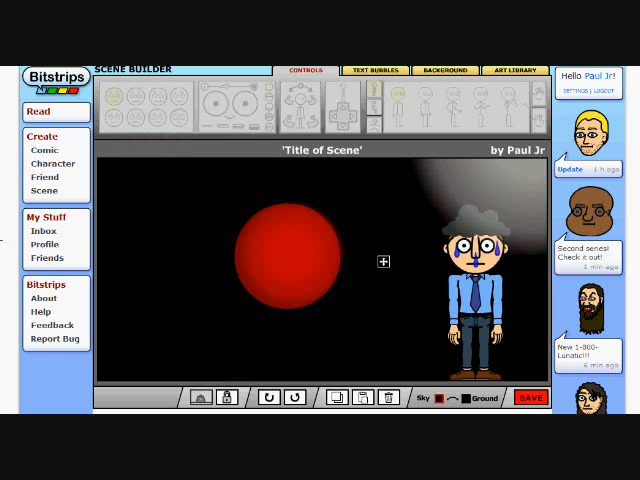 Bitstrips
SCENE BUILDER
CONTROLS
TEXT BUBBLES
BACKGROUND
ART LIBRARY
Hello Paul Jr!
SETTINGS | LOGOUT
Read
Create
Comic
Character
Friend
Scene
My Stuff
Inbox
Profile
Friends
Bitstrips
About
Help
Feedback
Report Bug
'Title of Scene'
by Paul Jr
Update 1 h ago
Second series!
Check it out!
1 min ago
New 1-800-
Lunatic!!!
6 min ago
Sky
Ground
SAVE